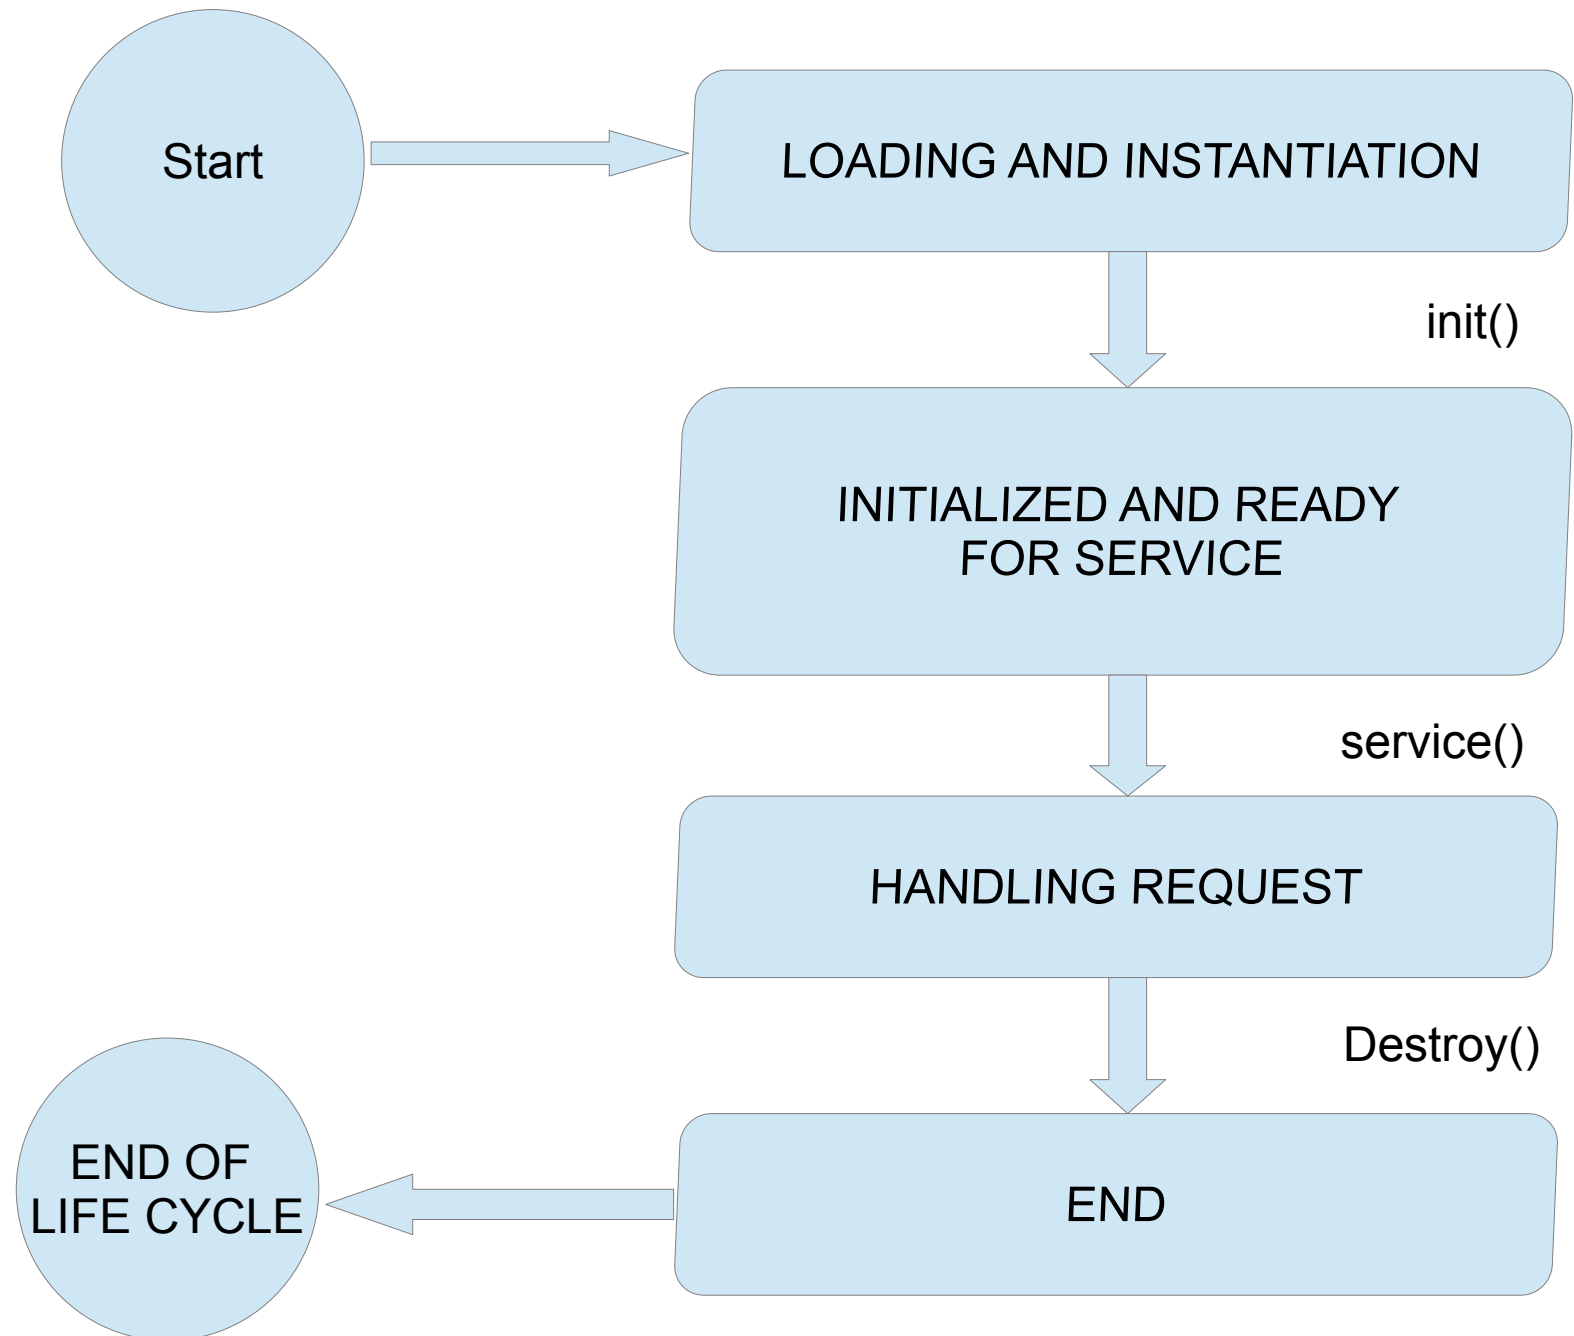 Start
LOADING AND INSTANTIATION
init()
INITIALIZED AND READY
FOR SERVICE
service()
HANDLING REQUEST
Destroy()
END
END OF
LIFE CYCLE